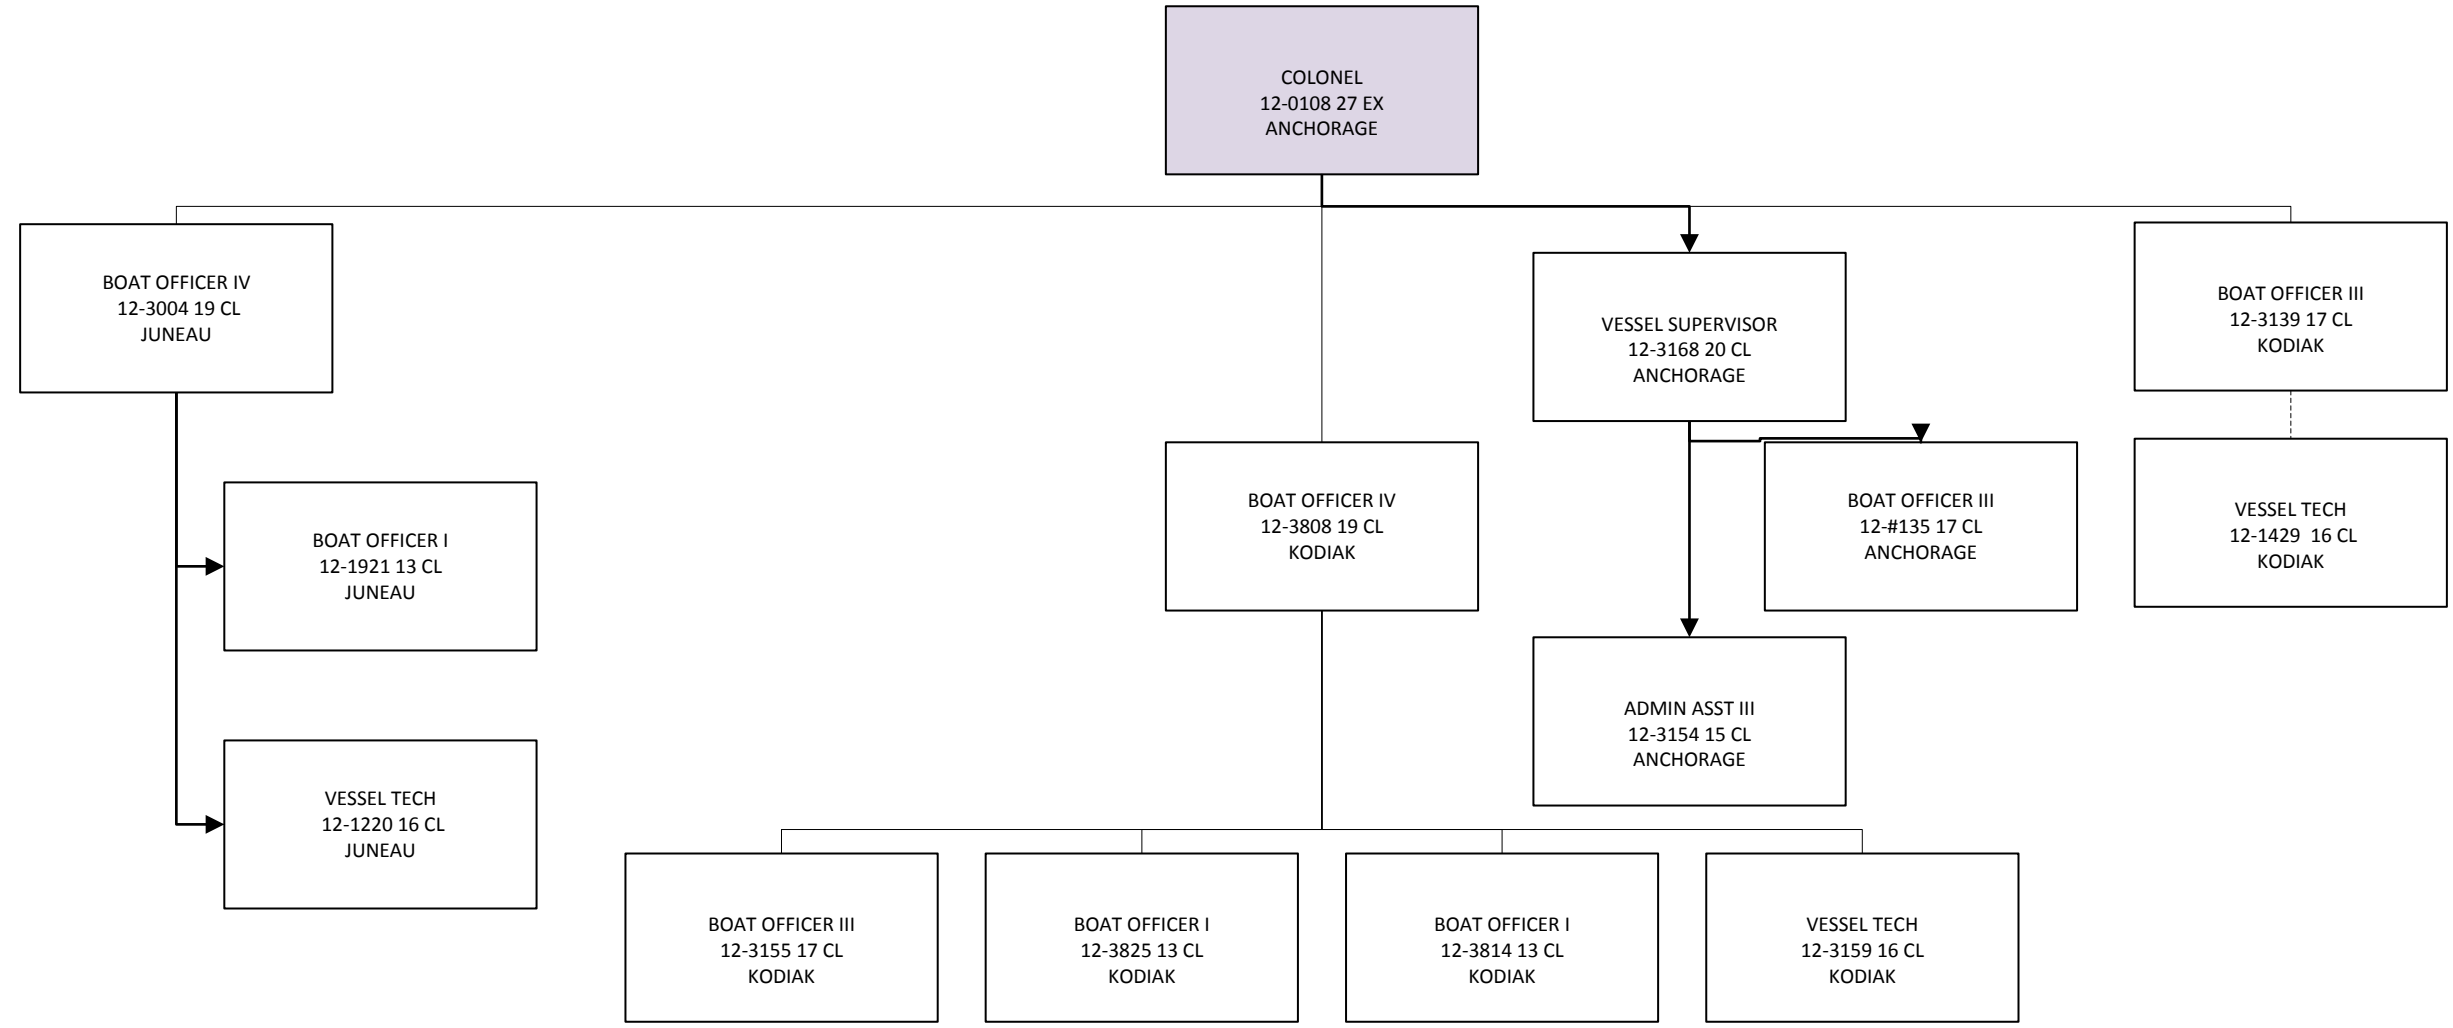 COLONEL
12-0108 27 EX
ANCHORAGE
BOAT OFFICER IV
12-3004 19 CL
JUNEAU
VESSEL SUPERVISOR
12-3168 20 CL
ANCHORAGE
BOAT OFFICER III
12-3139 17 CL
KODIAK
BOAT OFFICER I
12-1921 13 CL
JUNEAU
BOAT OFFICER IV
12-3808 19 CL
KODIAK
BOAT OFFICER III
12-#135 17 CL
ANCHORAGE
VESSEL TECH
12-1429  16 CL
KODIAK
VESSEL TECH
12-1220 16 CL
JUNEAU
ADMIN ASST III
12-3154 15 CL
ANCHORAGE
BOAT OFFICER III
12-3155 17 CL
KODIAK
BOAT OFFICER I
12-3825 13 CL
KODIAK
BOAT OFFICER I
12-3814 13 CL
KODIAK
VESSEL TECH
12-3159 16 CL
KODIAK